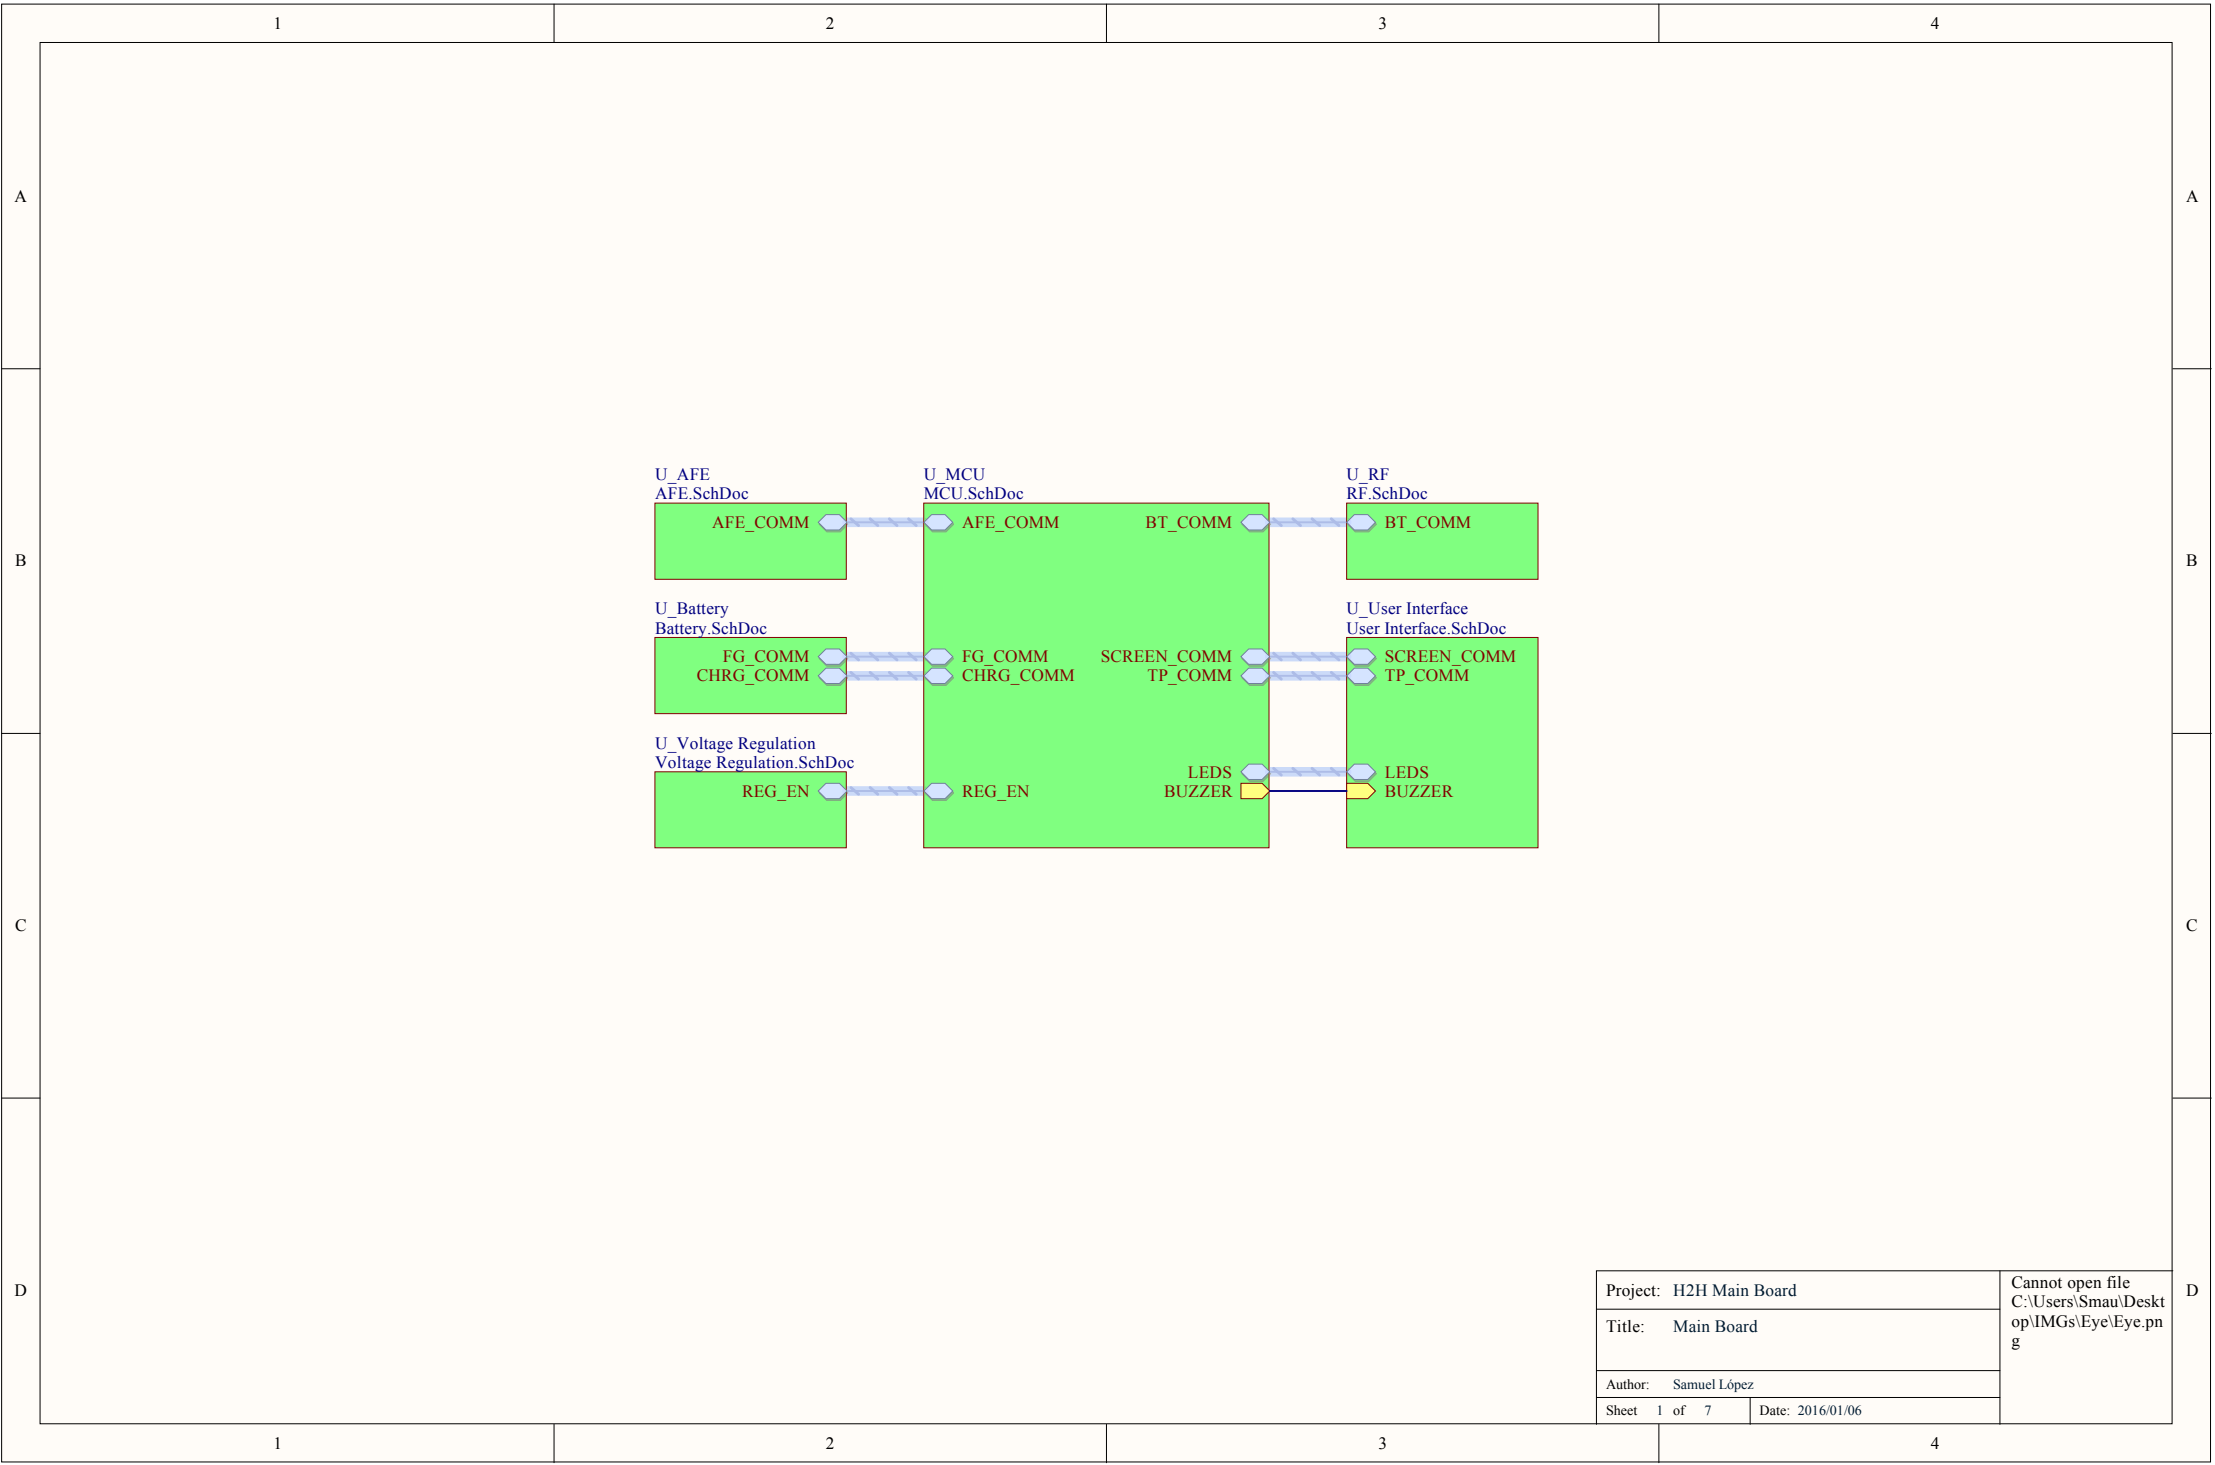 1 2 3 4
A A
U_AFE
AFE.SchDoc
AFE_COMM
U_MCU
MCU.SchDoc
AFE_COMM BT_COMM
U_RF
RF.SchDoc
BT_COMM
B B
U_Battery
Battery.SchDoc
FG_COMM
CHRG_COMM
FG_COMM SCREEN_COMM
CHRG_COMM TP_COMM
U_User Interface
User Interface.SchDoc
SCREEN_COMM
TP_COMM
U_Voltage Regulation
Voltage Regulation.SchDoc
REG_EN
LEDS
REG_EN BUZZER
LEDS
BUZZER
C C
D D
Project: H2H Main Board
Title: Main Board
Author: Samuel López
Sheet 1 of 7 Date: 2016/01/06
Cannot open file
C:\Users\Smau\Deskt
op\IMGs\Eye\Eye.pn
g
1 2 3 4